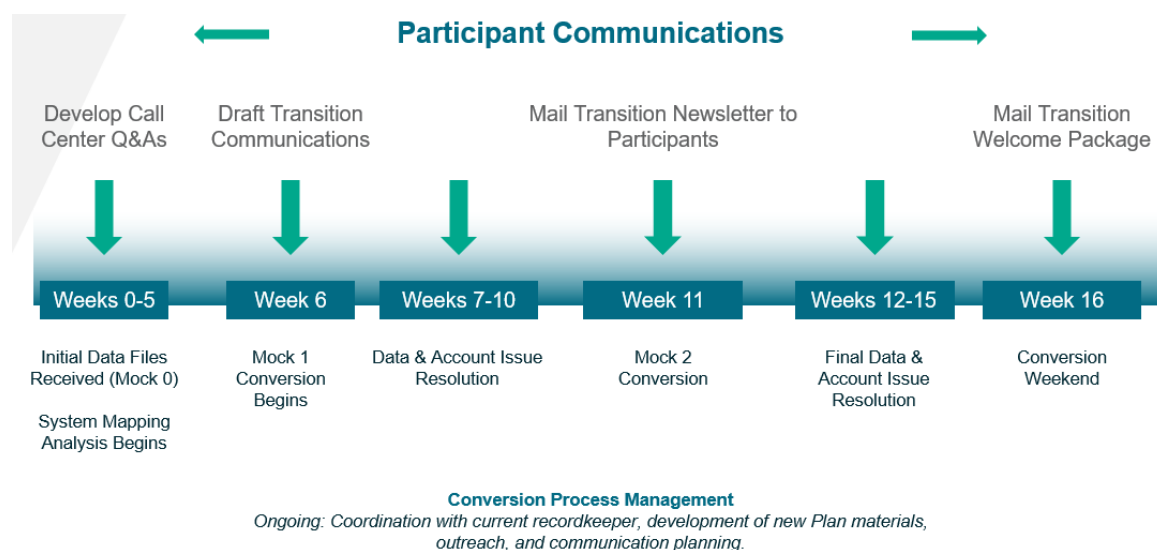 Participant Communications
Develop Call
Center Q&As
Draft Transition
Communications
Mail Transition Newsletter to
Participants
Mail Transition
Welcome Package
Weeks 0-5
Week 6
Weeks 7-10
Week 11
Weeks 12-15
Week 16
Initial Data Files
Received (Mock 0)
System Mapping
Analysis Begins
Mock 1
Conversion
Begins
Data & Account Issue
Resolution
Mock 2
Conversion
Final Data &
Account Issue
Resolution
Conversion
Weekend
Conversion Process Management
Ongoing: Coordination with current recordkeeper, development of new Plan materials,
outreach, and communication planning.